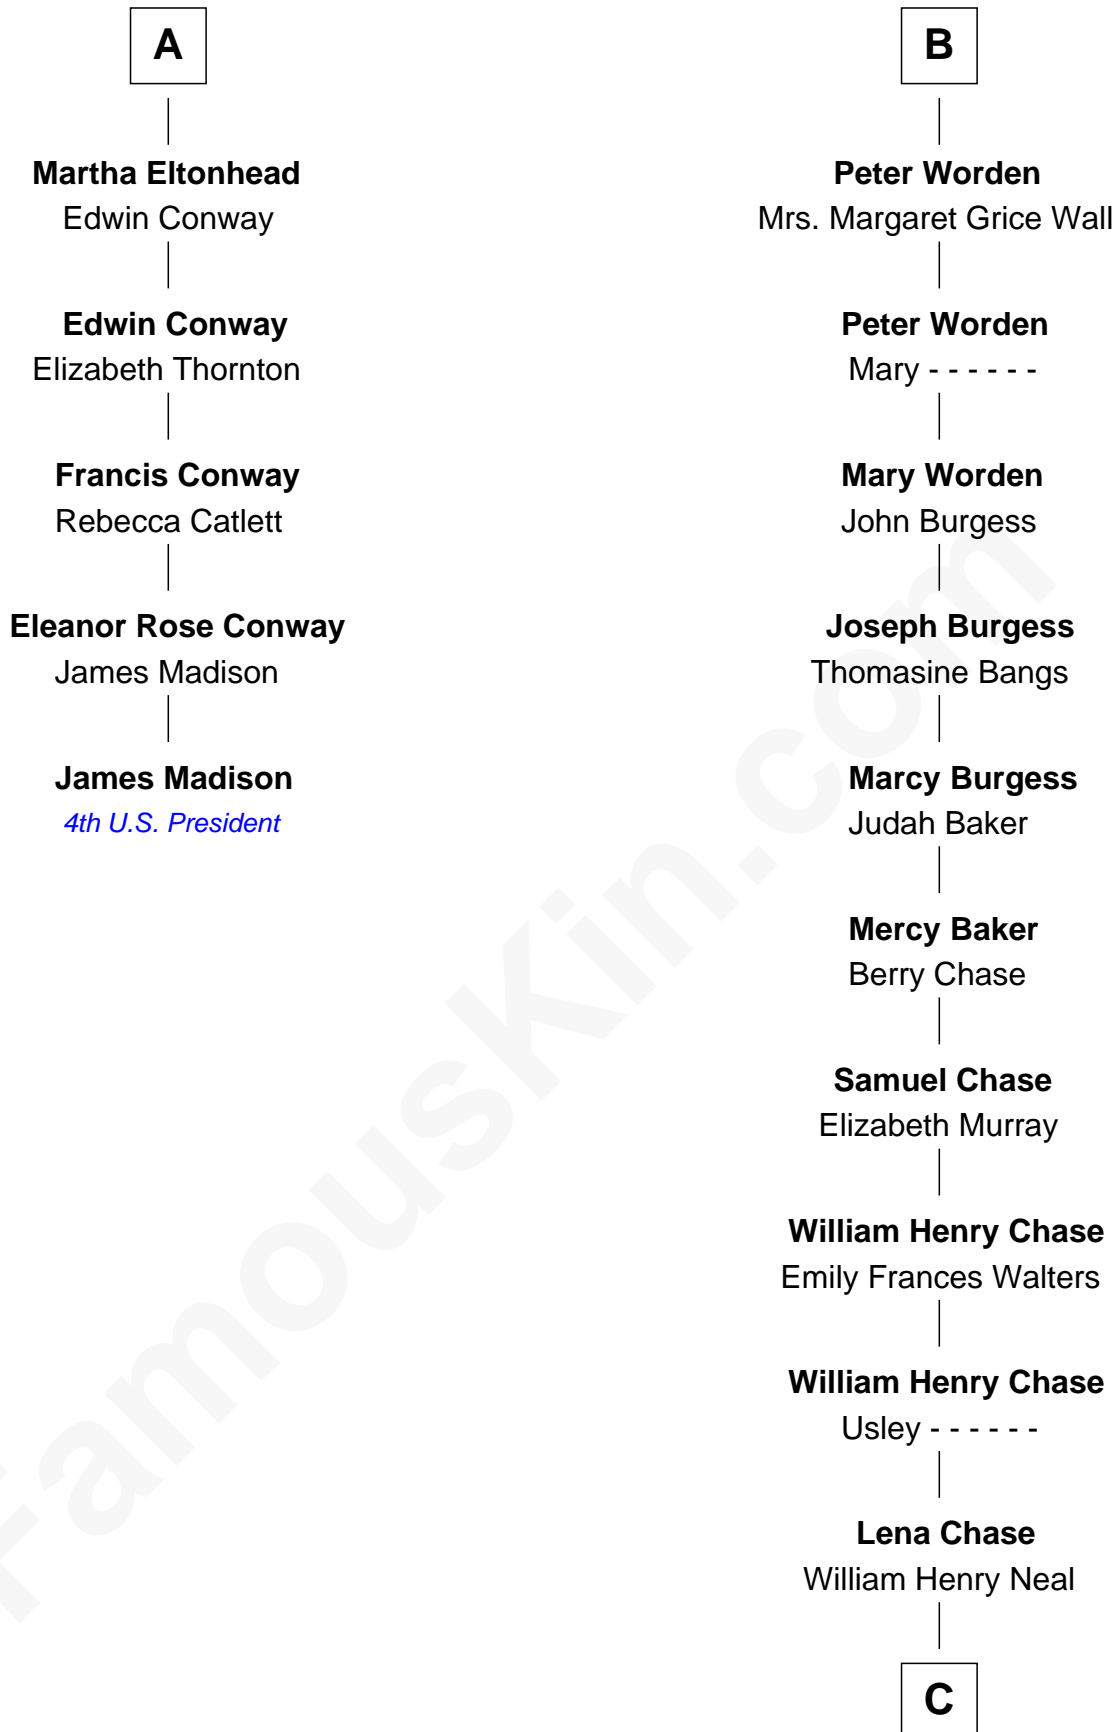 A
Martha Eltonhead
Edwin Conway
Edwin Conway
Elizabeth Thornton
Francis Conway
Rebecca Catlett
Eleanor Rose Conway
James Madison
James Madison
4th U.S. President
B
Peter Worden
Mrs. Margaret Grice Wall
Peter Worden
Mary - - - - - -
Mary Worden
John Burgess
Joseph Burgess
Thomasine Bangs
Marcy Burgess
Judah Baker
Mercy Baker
Berry Chase
Samuel Chase
Elizabeth Murray
William Henry Chase
Emily Frances Walters
William Henry Chase
Usley - - - - - -
Lena Chase
William Henry Neal
C
FamousKin.com